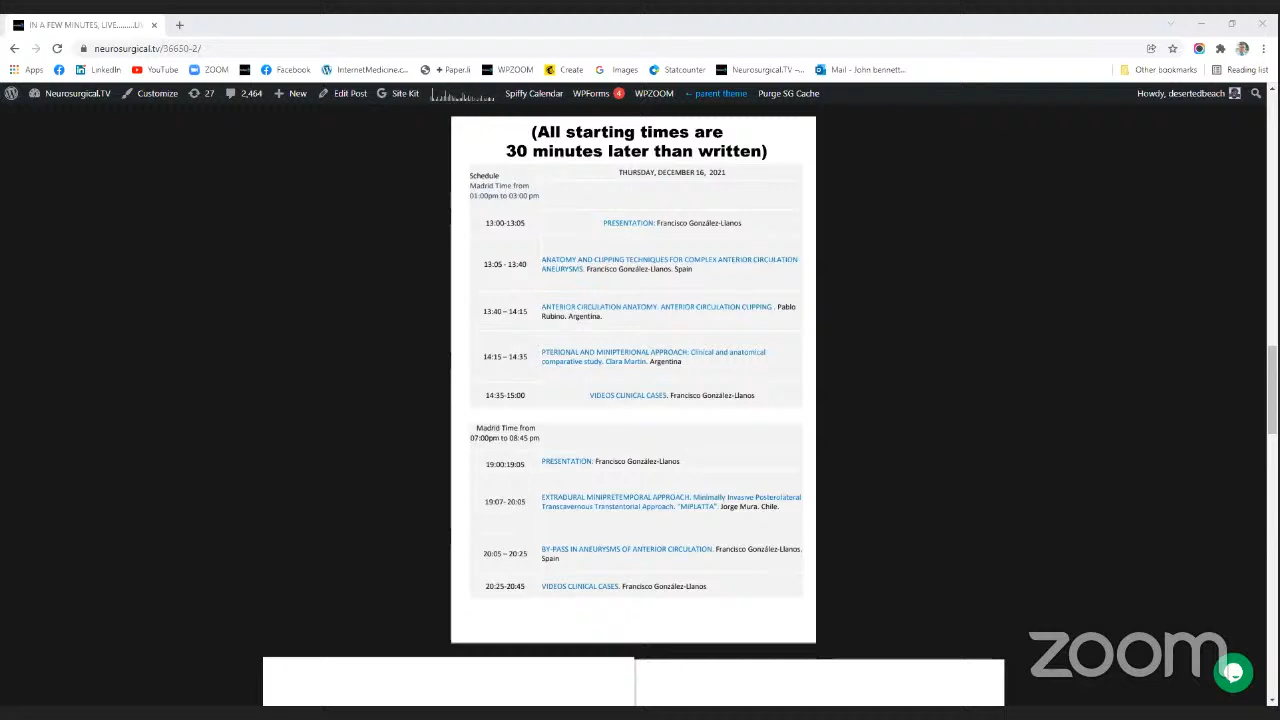 IN A FEW MINUTES, LIVE.........LIV
neurosurgical.tv/36650-2/
Apps LinkedIn YouTube ZOOM Facebook InternetMedicine.c... + Paper.li WPZOOM Create Images Statcounter Neurosurgical.TV –... Mail - John bennett... Other bookmarks Reading list
Neurosurgical.TV Customize 27 2,464 New Edit Post Site Kit Spiffy Calendar WPForms 4 WPZOOM ← parent theme Purge SG Cache Howdy, desertedbeach
(All starting times are
30 minutes later than written)
Schedule
THURSDAY, DECEMBER 16, 2021
Madrid Time from
01:00pm to 03:00 pm
13:00-13:05 PRESENTATION: Francisco González-Llanos
13:05 - 13:40 ANATOMY AND CLIPPING TECHNIQUES FOR COMPLEX ANTERIOR CIRCULATION
ANEURYSMS. Francisco González-Llanos. Spain
13:40 – 14:15 ANTERIOR CIRCULATION ANATOMY. ANTERIOR CIRCULATION CLIPPING . Pablo
Rubino. Argentina.
14:15 – 14:35 PTERIONAL AND MINIPTERIONAL APPROACH: Clinical and anatomical
comparative study. Clara Martin. Argentina
14:35-15:00 VIDEOS CLINICAL CASES. Francisco González-Llanos
Madrid Time from
07:00pm to 08:45 pm
19:00:19:05 PRESENTATION: Francisco González-Llanos
19:07- 20:05 EXTRADURAL MINIPRETEMPORAL APPROACH. Minimally Invasive Posterolateral
Transcavernous Transtentorial Approach. "MIPLATTA". Jorge Mura. Chile.
20:05 – 20:25 BY-PASS IN ANEURYSMS OF ANTERIOR CIRCULATION. Francisco González-Llanos.
Spain
20:25-20:45 VIDEOS CLINICAL CASES. Francisco González-Llanos
zoom